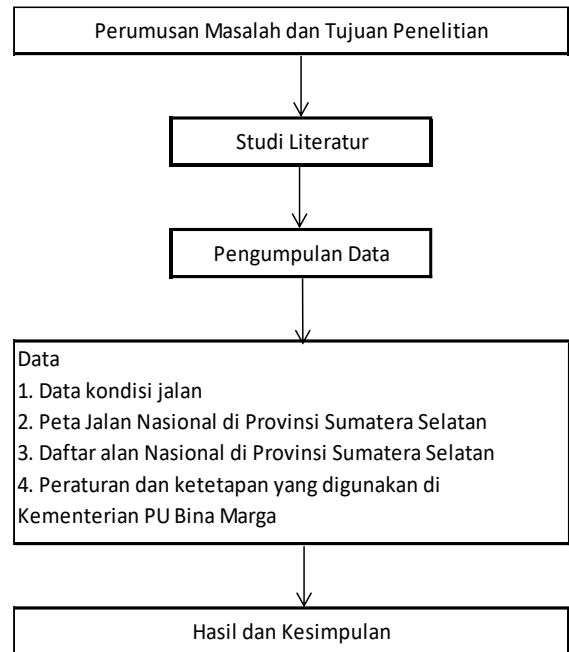 Perumusan Masalah dan Tujuan Penelitian
Studi Literatur
Pengumpulan Data
Data
1. Data kondisi jalan
2. Peta Jalan Nasional di Provinsi Sumatera Selatan
3. Daftar alan Nasional di Provinsi Sumatera Selatan
4. Peraturan dan ketetapan yang digunakan di
Kementerian PU Bina Marga
Hasil dan Kesimpulan